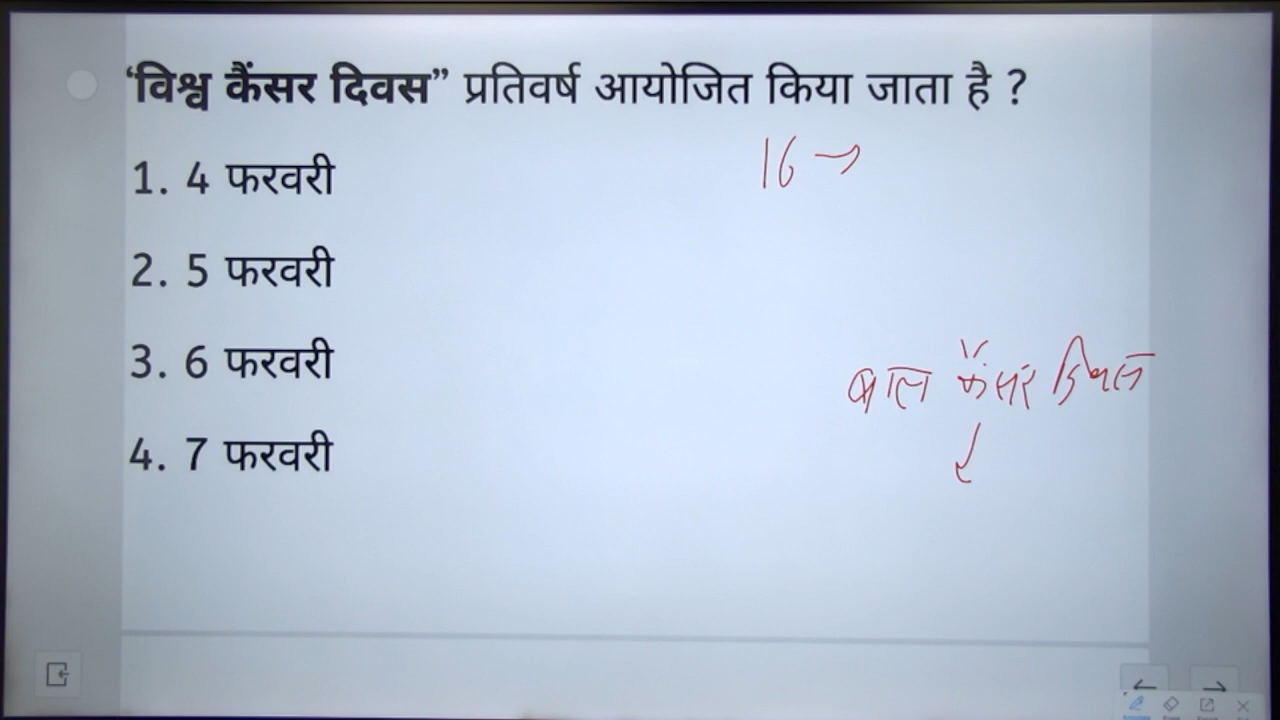 ‘विश्व कैंसर दिवस” प्रतिवर्ष आयोजित किया जाता है ?
16 →
1. 4 फरवरी
2. 5 फरवरी
3. 6 फरवरी
बाल कैंसर दिवस
4. 7 फरवरी